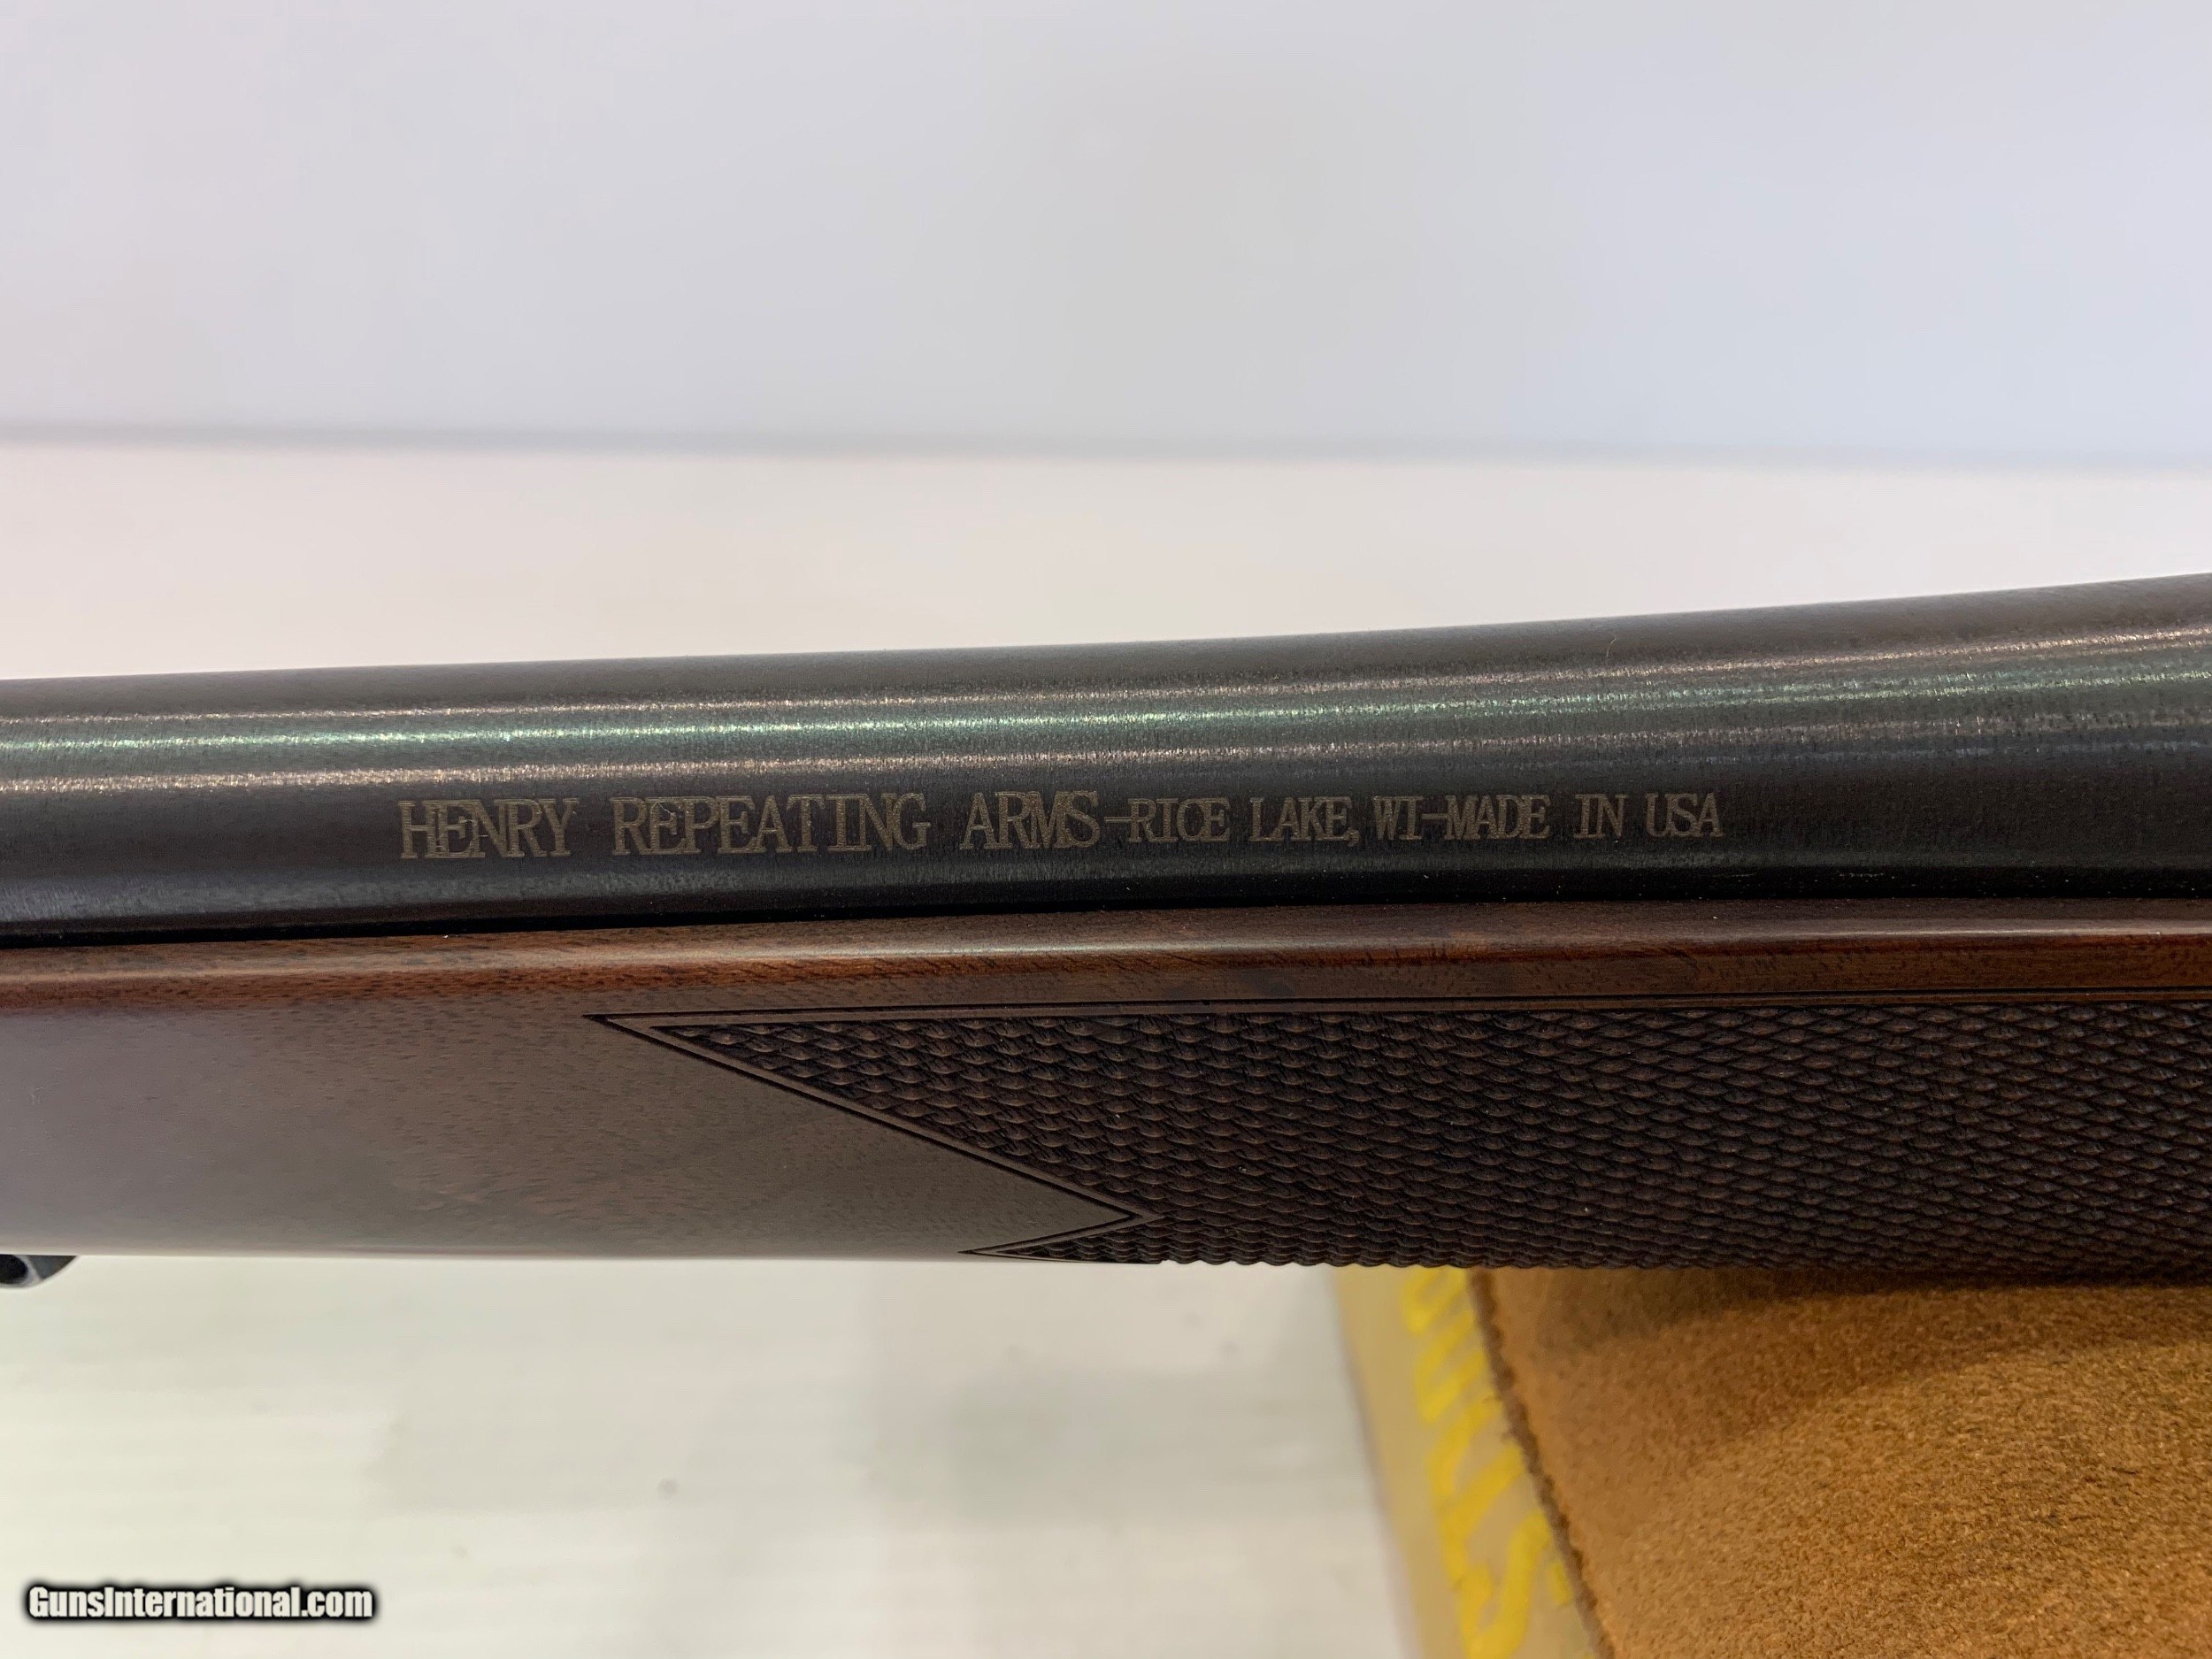 HENRY REPEATING ARMS-RICE LAKE, WI-MADE IN USA
GunsInternational.com